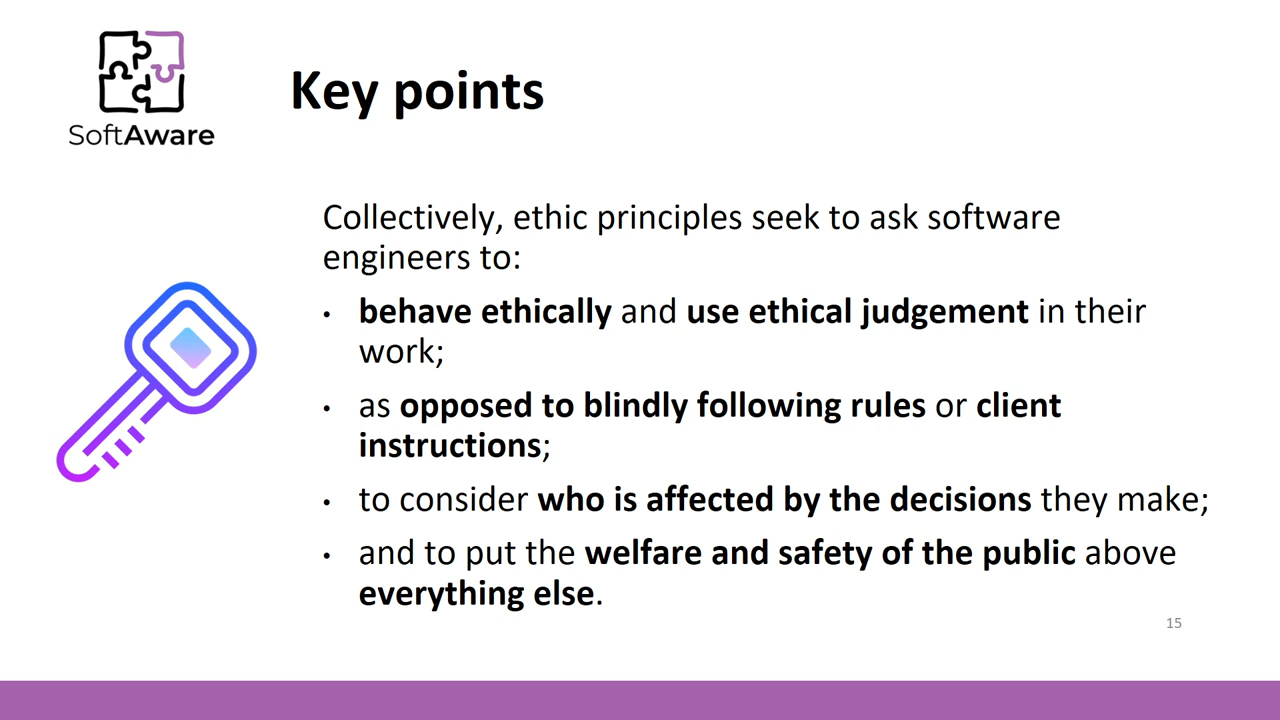 SoftAware
Key points
Collectively, ethic principles seek to ask software
engineers to:
• behave ethically and use ethical judgement in their
work;
• as opposed to blindly following rules or client
instructions;
• to consider who is affected by the decisions they make;
• and to put the welfare and safety of the public above
everything else.
15